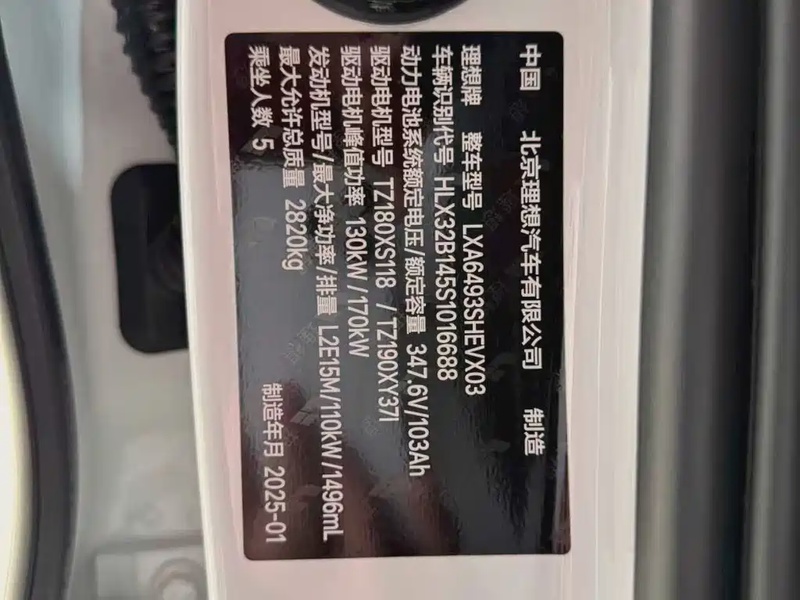 中国 北京理想汽车有限公司 制造
理想牌 整车型号 LXA6493SHEVX03
车辆识别代号 HLX32B145S1016688
动力电池系统额定电压/额定容量 347.6V/103Ah
驱动电机型号 TZ180XS118 /TZ190XY37I
驱动电机峰值功率 130kW /170kW
发动机型号/最大净功率/排量 L2E15M/110kW/1496mL
最大允许总质量 2820kg
乘坐人数 5 制造年月 2025-01